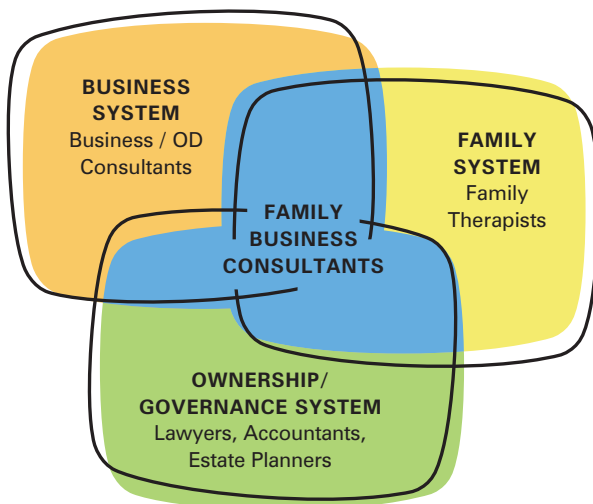 BUSINESS
SYSTEM
Business / OD
Consultants
FAMILY
SYSTEM
Family
Therapists
FAMILY
BUSINESS
CONSULTANTS
OWNERSHIP/
GOVERNANCE SYSTEM
Lawyers, Accountants,
Estate Planners